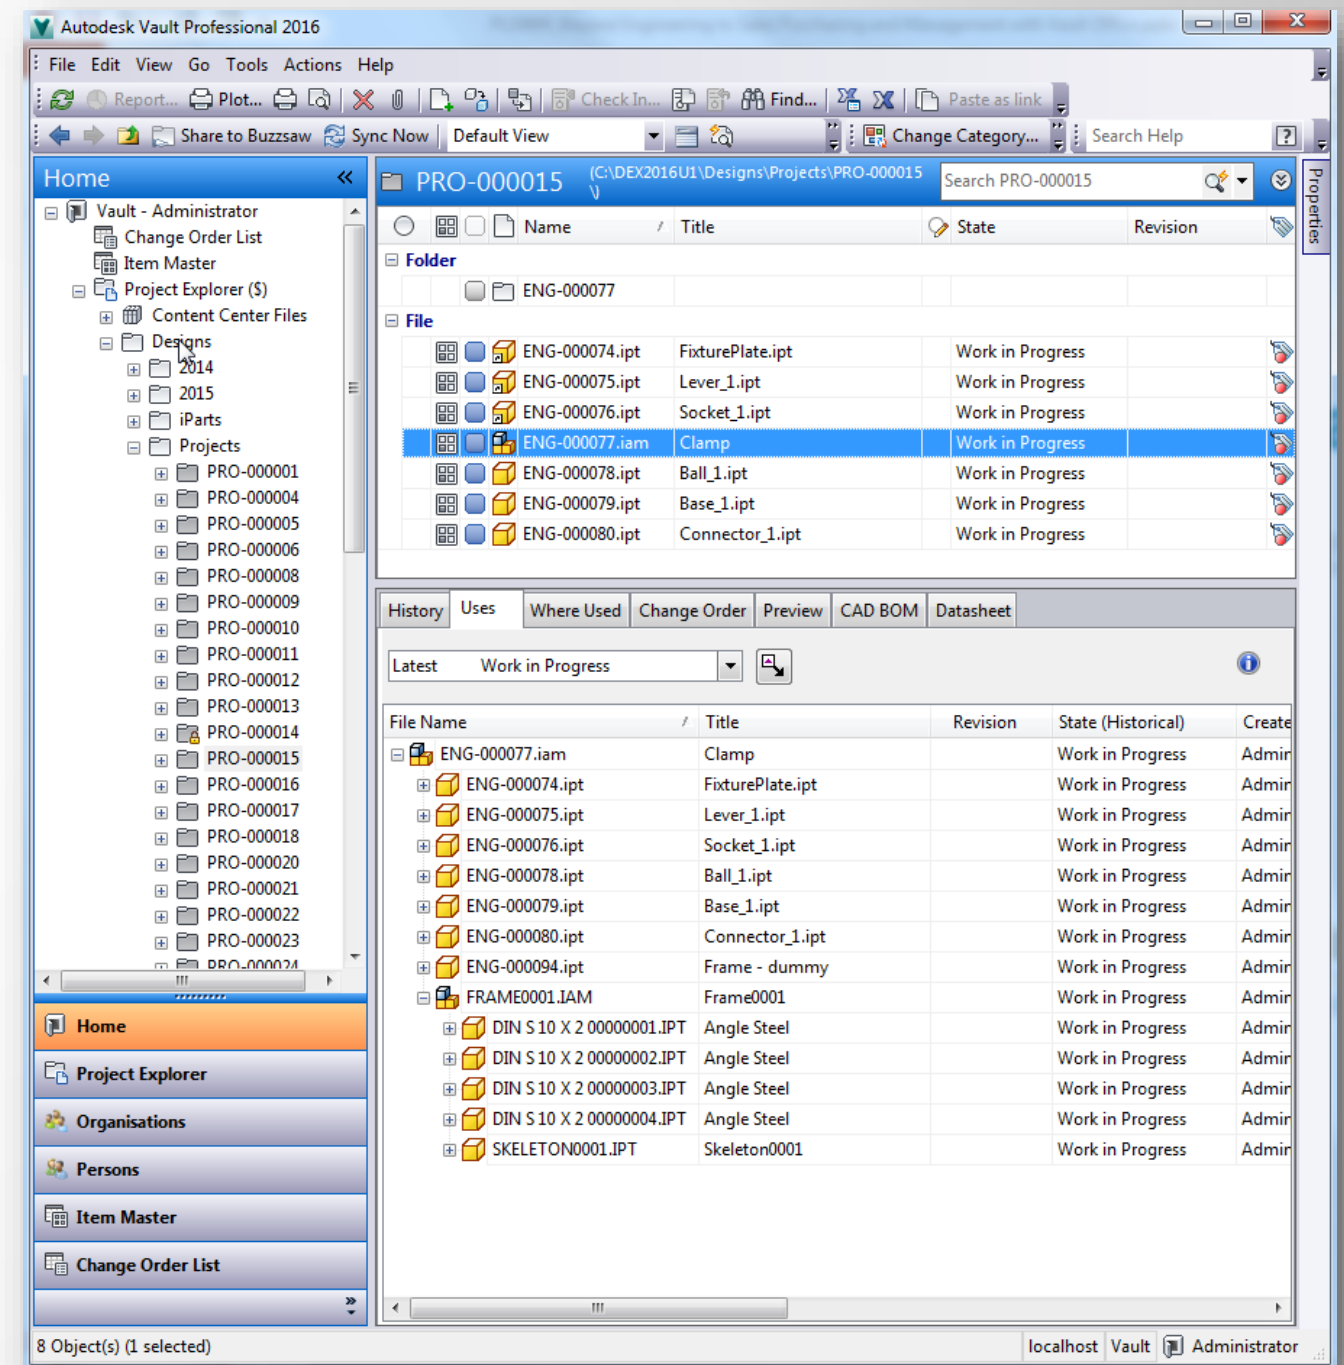 Autodesk Vault Professional 2016
File Edit View Go Tools Actions Help
Report... Plot... Check In... Find... Paste as link
Share to Buzzsaw Sync Now Default View Change Category... Search Help
Home
Vault - Administrator
Change Order List
Item Master
Project Explorer ($)
Content Center Files
Designs
2014
2015
iParts
Projects
PRO-000001
PRO-000004
PRO-000005
PRO-000006
PRO-000008
PRO-000009
PRO-000010
PRO-000011
PRO-000012
PRO-000013
PRO-000014
PRO-000015
PRO-000016
PRO-000017
PRO-000018
PRO-000020
PRO-000021
PRO-000022
PRO-000023
PRO-000024
Home
Project Explorer
Organisations
Persons
Item Master
Change Order List
PRO-000015 (C:\DEX2016U1\Designs\Projects\PRO-000015
\)
Search PRO-000015
Properties
Name / Title State Revision
Folder
ENG-000077
File
ENG-000074.ipt FixturePlate.ipt Work in Progress
ENG-000075.ipt Lever_1.ipt Work in Progress
ENG-000076.ipt Socket_1.ipt Work in Progress
ENG-000077.iam Clamp Work in Progress
ENG-000078.ipt Ball_1.ipt Work in Progress
ENG-000079.ipt Base_1.ipt Work in Progress
ENG-000080.ipt Connector_1.ipt Work in Progress
History Uses Where Used Change Order Preview CAD BOM Datasheet
Latest Work in Progress
File Name / Title Revision State (Historical) Create
ENG-000077.iam Clamp Work in Progress Admin
ENG-000074.ipt FixturePlate.ipt Work in Progress Admin
ENG-000075.ipt Lever_1.ipt Work in Progress Admin
ENG-000076.ipt Socket_1.ipt Work in Progress Admin
ENG-000078.ipt Ball_1.ipt Work in Progress Admin
ENG-000079.ipt Base_1.ipt Work in Progress Admin
ENG-000080.ipt Connector_1.ipt Work in Progress Admin
ENG-000094.ipt Frame - dummy Work in Progress Admin
FRAME0001.IAM Frame0001 Work in Progress Admin
DIN S 10 X 2 00000001.IPT Angle Steel Work in Progress Admin
DIN S 10 X 2 00000002.IPT Angle Steel Work in Progress Admin
DIN S 10 X 2 00000003.IPT Angle Steel Work in Progress Admin
DIN S 10 X 2 00000004.IPT Angle Steel Work in Progress Admin
SKELETON0001.IPT Skeleton0001 Work in Progress Admin
8 Object(s) (1 selected) localhost Vault Administrator